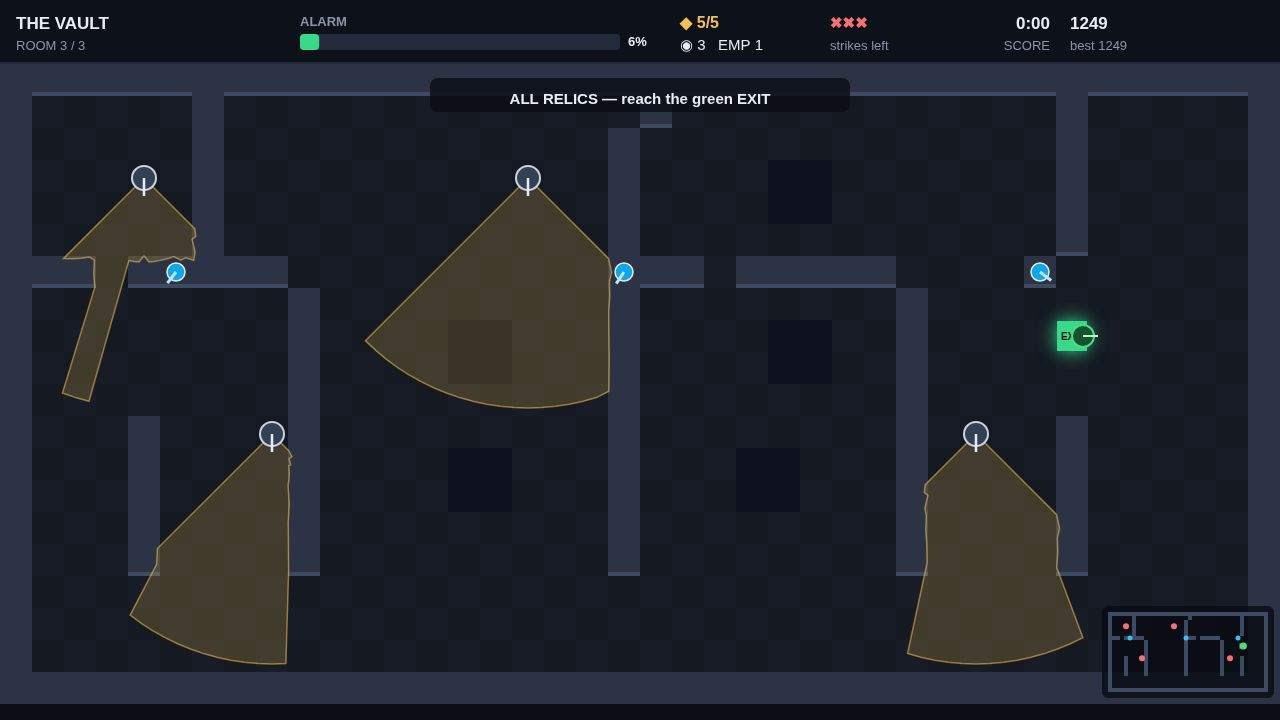 THE VAULT
ROOM 3 / 3
ALARM
6%
◆ 5/5
◉ 3 EMP 1
✖✖✖
strikes left
0:00
SCORE
1249
best 1249
ALL RELICS — reach the green EXIT